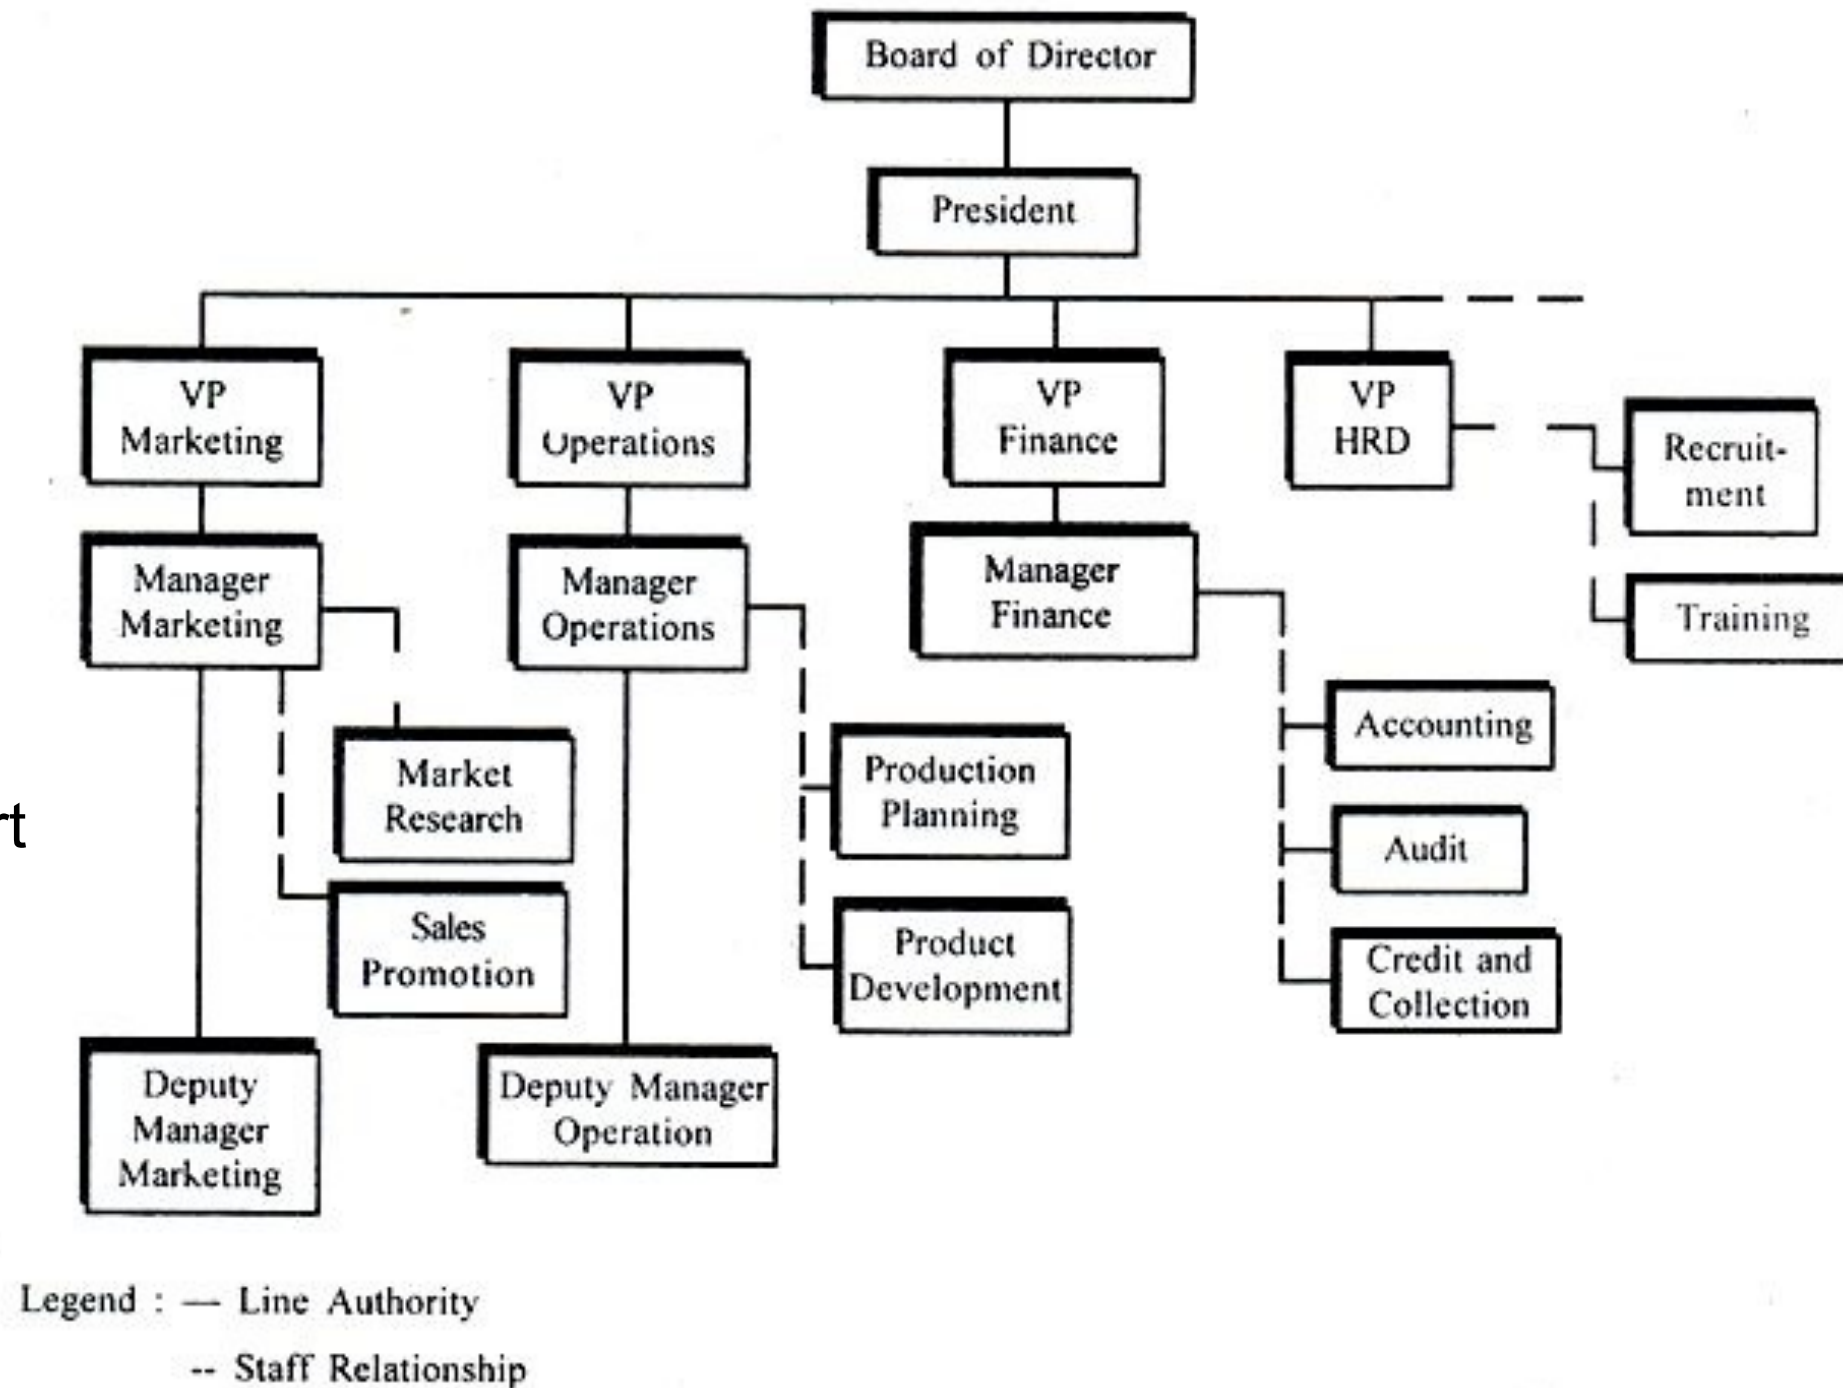 Board of Director
President
VP
Marketing
VP
Operations
VP
Finance
VP
HRD
Recruit-
ment
Manager
Marketing
Manager
Operations
Manager
Finance
Training
Market
Research
Production
Planning
Accounting
rt
Audit
Sales
Promotion
Product
Development
Credit and
Collection
Deputy
Manager
Marketing
Deputy Manager
Operation
Legend : — Line Authority
-- Staff Relationship